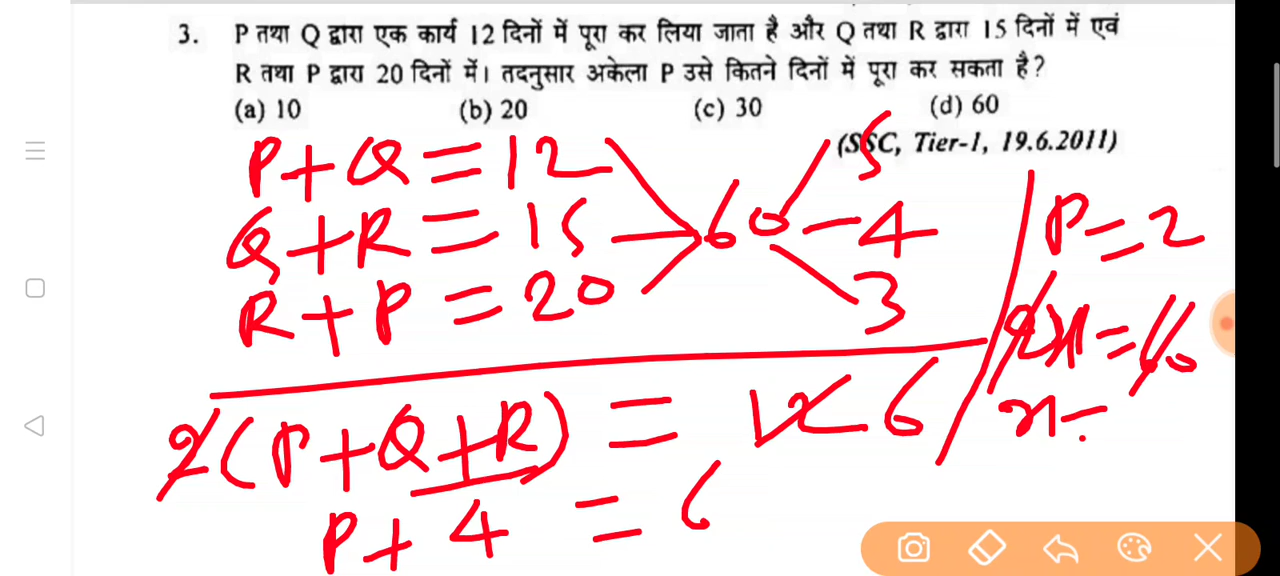 3. P तथा Q द्वारा एक कार्य 12 दिनों में पूरा कर लिया जाता है और Q तथा R द्वारा 15 दिनों में एवं
R तथा P द्वारा 20 दिनों में। तदनुसार अकेला P उसे कितने दिनों में पूरा कर सकता है?
(a) 10 (b) 20 (c) 30 (d) 60
(SSC, Tier-1, 19.6.2011)
P+Q=12
Q+R=15
R+P=20
60
5
4
3
2(P+Q+R) = 12 6
P+4 = 6
P=2
2x=60
x=